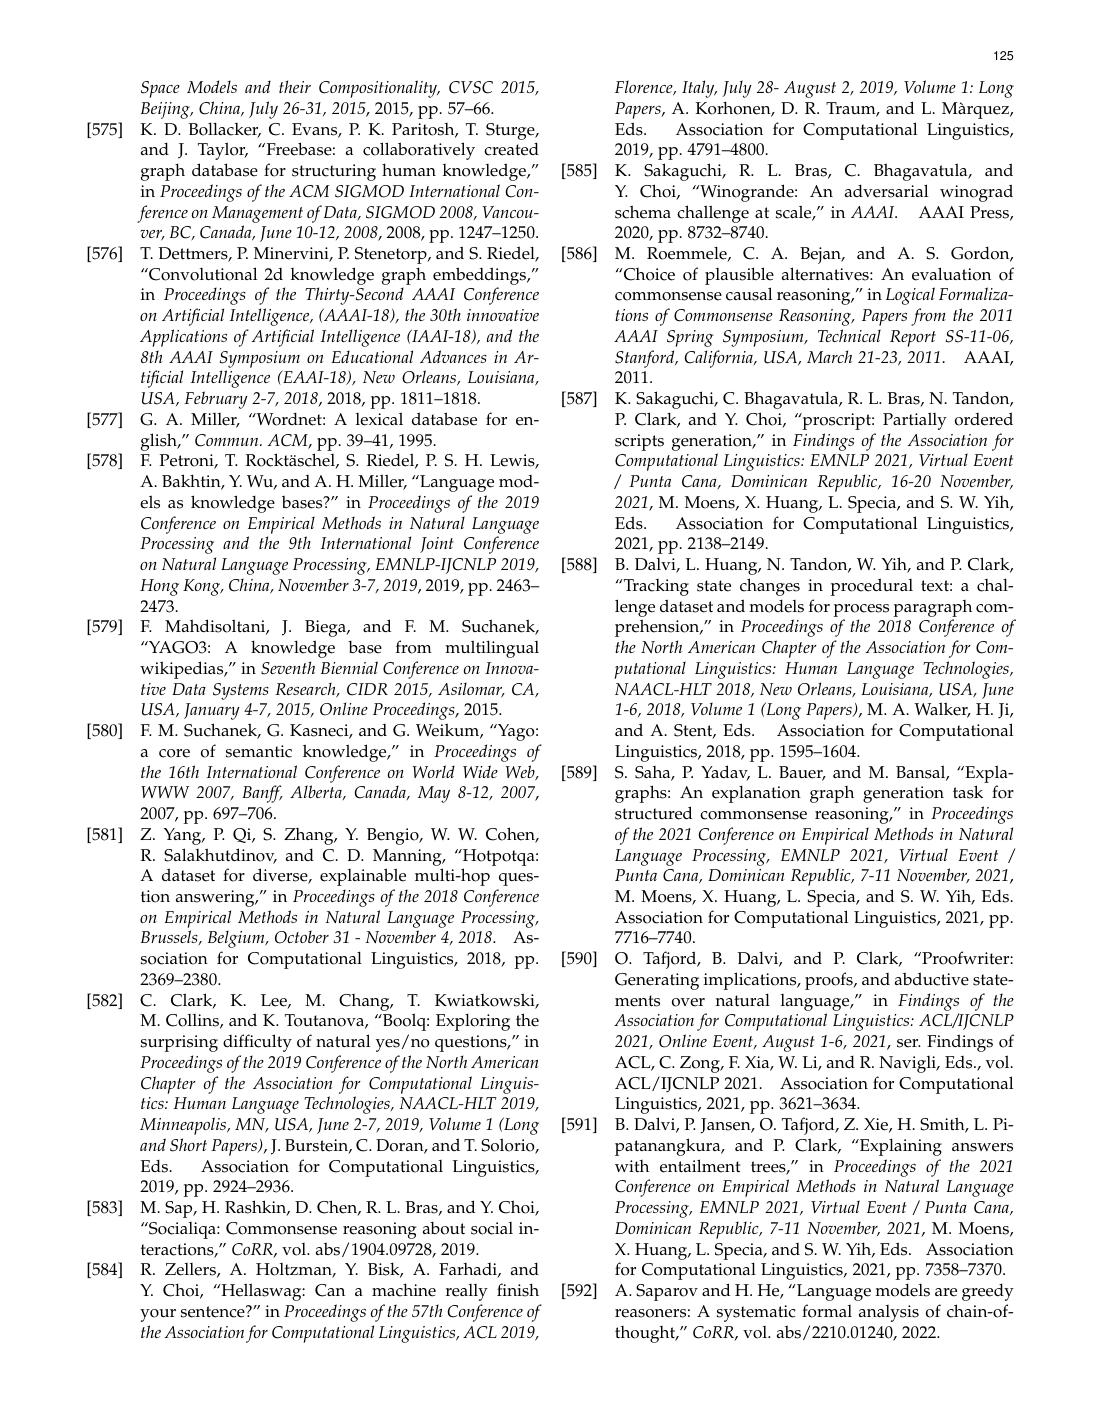 125
Space Models and their Compositionality, CVSC 2015,
Beijing, China, July 26-31, 2015, 2015, pp. 57–66.
[575] K. D. Bollacker, C. Evans, P. K. Paritosh, T. Sturge,
and J. Taylor, “Freebase: a collaboratively created
graph database for structuring human knowledge,”
in Proceedings of the ACM SIGMOD International Con-
ference on Management of Data, SIGMOD 2008, Vancou-
ver, BC, Canada, June 10-12, 2008, 2008, pp. 1247–1250.
[576] T. Dettmers, P. Minervini, P. Stenetorp, and S. Riedel,
“Convolutional 2d knowledge graph embeddings,”
in Proceedings of the Thirty-Second AAAI Conference
on Artificial Intelligence, (AAAI-18), the 30th innovative
Applications of Artificial Intelligence (IAAI-18), and the
8th AAAI Symposium on Educational Advances in Ar-
tificial Intelligence (EAAI-18), New Orleans, Louisiana,
USA, February 2-7, 2018, 2018, pp. 1811–1818.
[577] G. A. Miller, “Wordnet: A lexical database for en-
glish,” Commun. ACM, pp. 39–41, 1995.
[578] F. Petroni, T. Rocktäschel, S. Riedel, P. S. H. Lewis,
A. Bakhtin, Y. Wu, and A. H. Miller, “Language mod-
els as knowledge bases?” in Proceedings of the 2019
Conference on Empirical Methods in Natural Language
Processing and the 9th International Joint Conference
on Natural Language Processing, EMNLP-IJCNLP 2019,
Hong Kong, China, November 3-7, 2019, 2019, pp. 2463–
2473.
[579] F. Mahdisoltani, J. Biega, and F. M. Suchanek,
“YAGO3: A knowledge base from multilingual
wikipedias,” in Seventh Biennial Conference on Innova-
tive Data Systems Research, CIDR 2015, Asilomar, CA,
USA, January 4-7, 2015, Online Proceedings, 2015.
[580] F. M. Suchanek, G. Kasneci, and G. Weikum, “Yago:
a core of semantic knowledge,” in Proceedings of
the 16th International Conference on World Wide Web,
WWW 2007, Banff, Alberta, Canada, May 8-12, 2007,
2007, pp. 697–706.
[581] Z. Yang, P. Qi, S. Zhang, Y. Bengio, W. W. Cohen,
R. Salakhutdinov, and C. D. Manning, “Hotpotqa:
A dataset for diverse, explainable multi-hop ques-
tion answering,” in Proceedings of the 2018 Conference
on Empirical Methods in Natural Language Processing,
Brussels, Belgium, October 31 - November 4, 2018. As-
sociation for Computational Linguistics, 2018, pp.
2369–2380.
[582] C. Clark, K. Lee, M. Chang, T. Kwiatkowski,
M. Collins, and K. Toutanova, “Boolq: Exploring the
surprising difficulty of natural yes/no questions,” in
Proceedings of the 2019 Conference of the North American
Chapter of the Association for Computational Linguis-
tics: Human Language Technologies, NAACL-HLT 2019,
Minneapolis, MN, USA, June 2-7, 2019, Volume 1 (Long
and Short Papers), J. Burstein, C. Doran, and T. Solorio,
Eds. Association for Computational Linguistics,
2019, pp. 2924–2936.
[583] M. Sap, H. Rashkin, D. Chen, R. L. Bras, and Y. Choi,
“Socialiqa: Commonsense reasoning about social in-
teractions,” CoRR, vol. abs/1904.09728, 2019.
[584] R. Zellers, A. Holtzman, Y. Bisk, A. Farhadi, and
Y. Choi, “Hellaswag: Can a machine really finish
your sentence?” in Proceedings of the 57th Conference of
the Association for Computational Linguistics, ACL 2019,
Florence, Italy, July 28- August 2, 2019, Volume 1: Long
Papers, A. Korhonen, D. R. Traum, and L. Màrquez,
Eds. Association for Computational Linguistics,
2019, pp. 4791–4800.
[585] K. Sakaguchi, R. L. Bras, C. Bhagavatula, and
Y. Choi, “Winogrande: An adversarial winograd
schema challenge at scale,” in AAAI. AAAI Press,
2020, pp. 8732–8740.
[586] M. Roemmele, C. A. Bejan, and A. S. Gordon,
“Choice of plausible alternatives: An evaluation of
commonsense causal reasoning,” in Logical Formaliza-
tions of Commonsense Reasoning, Papers from the 2011
AAAI Spring Symposium, Technical Report SS-11-06,
Stanford, California, USA, March 21-23, 2011. AAAI,
2011.
[587] K. Sakaguchi, C. Bhagavatula, R. L. Bras, N. Tandon,
P. Clark, and Y. Choi, “proscript: Partially ordered
scripts generation,” in Findings of the Association for
Computational Linguistics: EMNLP 2021, Virtual Event
/ Punta Cana, Dominican Republic, 16-20 November,
2021, M. Moens, X. Huang, L. Specia, and S. W. Yih,
Eds. Association for Computational Linguistics,
2021, pp. 2138–2149.
[588] B. Dalvi, L. Huang, N. Tandon, W. Yih, and P. Clark,
“Tracking state changes in procedural text: a chal-
lenge dataset and models for process paragraph com-
prehension,” in Proceedings of the 2018 Conference of
the North American Chapter of the Association for Com-
putational Linguistics: Human Language Technologies,
NAACL-HLT 2018, New Orleans, Louisiana, USA, June
1-6, 2018, Volume 1 (Long Papers), M. A. Walker, H. Ji,
and A. Stent, Eds. Association for Computational
Linguistics, 2018, pp. 1595–1604.
[589] S. Saha, P. Yadav, L. Bauer, and M. Bansal, “Expla-
graphs: An explanation graph generation task for
structured commonsense reasoning,” in Proceedings
of the 2021 Conference on Empirical Methods in Natural
Language Processing, EMNLP 2021, Virtual Event /
Punta Cana, Dominican Republic, 7-11 November, 2021,
M. Moens, X. Huang, L. Specia, and S. W. Yih, Eds.
Association for Computational Linguistics, 2021, pp.
7716–7740.
[590] O. Tafjord, B. Dalvi, and P. Clark, “Proofwriter:
Generating implications, proofs, and abductive state-
ments over natural language,” in Findings of the
Association for Computational Linguistics: ACL/IJCNLP
2021, Online Event, August 1-6, 2021, ser. Findings of
ACL, C. Zong, F. Xia, W. Li, and R. Navigli, Eds., vol.
ACL/IJCNLP 2021. Association for Computational
Linguistics, 2021, pp. 3621–3634.
[591] B. Dalvi, P. Jansen, O. Tafjord, Z. Xie, H. Smith, L. Pi-
patanangkura, and P. Clark, “Explaining answers
with entailment trees,” in Proceedings of the 2021
Conference on Empirical Methods in Natural Language
Processing, EMNLP 2021, Virtual Event / Punta Cana,
Dominican Republic, 7-11 November, 2021, M. Moens,
X. Huang, L. Specia, and S. W. Yih, Eds. Association
for Computational Linguistics, 2021, pp. 7358–7370.
[592] A. Saparov and H. He, “Language models are greedy
reasoners: A systematic formal analysis of chain-of-
thought,” CoRR, vol. abs/2210.01240, 2022.